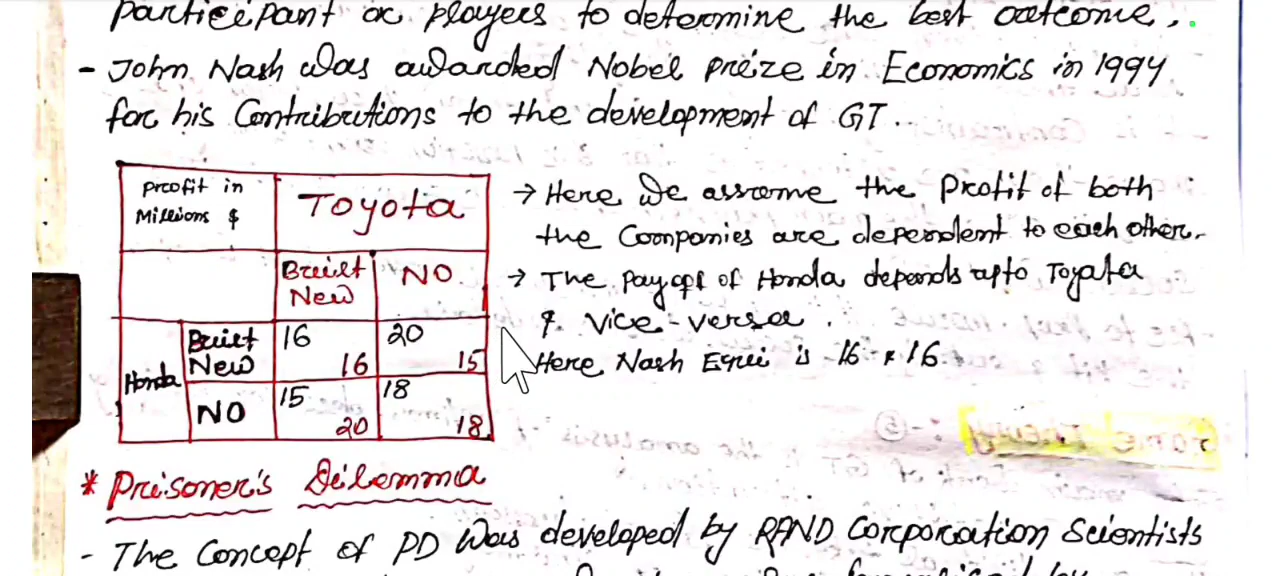 participant or players to determine the best outcome..
- John Nash was awarded Nobel prize in Economics in 1994
for his Contributions to the development of GT..
profit in
Millions $
Toyota
Built
New
NO
Honda
Built
New
16
16
20
15
NO
15
20
18
18
→ Here we assume the Profit of both
the Companies are dependent to each other.
→ The payoff of Honda depends upto Toyata
& Vice-versa.
Here Nash Equi is 16 & 16.
* Prisoner's Dilemma
- The Concept of PD Was developed by RAND Corporation Scientists